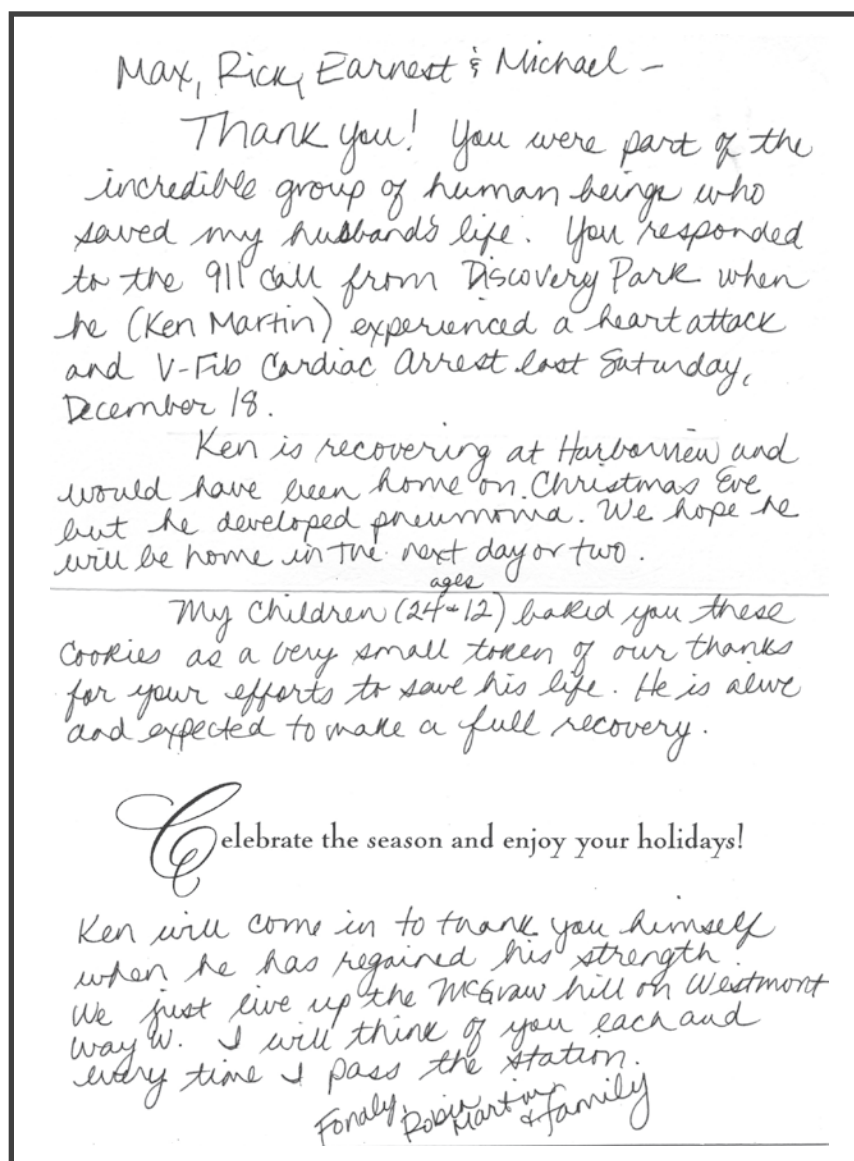 Max, Rick, Earnest & Michael -
Thank you! You were part of the
incredible group of human beings who
saved my husband's life. You responded
to the 911 call from Discovery Park when
he (Ken Martin) experienced a heart attack
and V-Fib Cardiac Arrest last Saturday,
December 18.
Ken is recovering at Harborview and
would have been home on Christmas Eve
but he developed pneumonia. We hope he
will be home in the next day or two.
ages
My children (24 & 12) baked you these
cookies as a very small token of our thanks
for your efforts to save his life. He is alive
and expected to make a full recovery.
Celebrate the season and enjoy your holidays!
Ken will come in to thank you himself
when he has regained his strength.
We just live up the McGraw hill on Westmont
Way W. I will think of you each and
every time I pass the station.
Fondly,
Robin Martin
& family